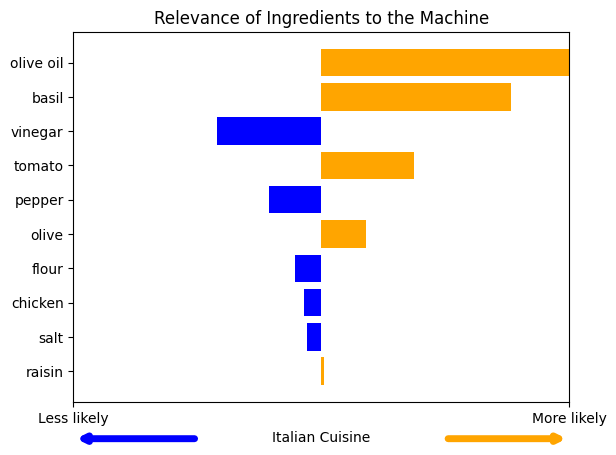 Relevance of Ingredients to the Machine
olive oil
basil
vinegar
tomato
pepper
olive
flour
chicken
salt
raisin
Less likely
More likely
Italian Cuisine